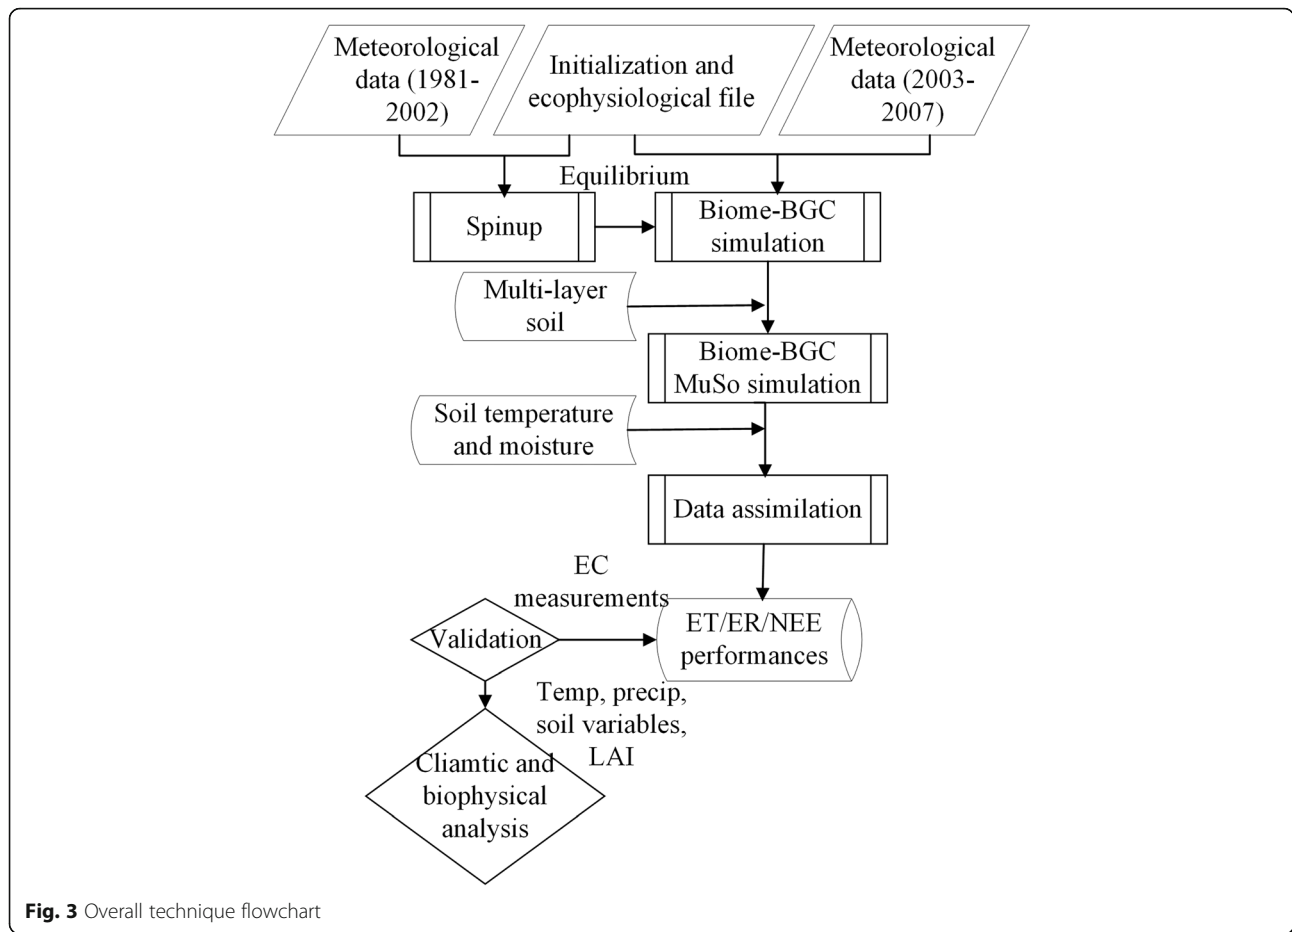 Meteorological
data (1981-
2002)
Initialization and
ecophysiological file
Meteorological
data (2003-
2007)
Equilibrium
Spinup
Biome-BGC
simulation
Multi-layer
soil
Biome-BGC
MuSo simulation
Soil temperature
and moisture
Data assimilation
EC
measurements
Validation
ET/ER/NEE
performances
Temp, precip,
soil variables,
LAI
Cliamtic and
biophysical
analysis
Fig. 3 Overall technique flowchart